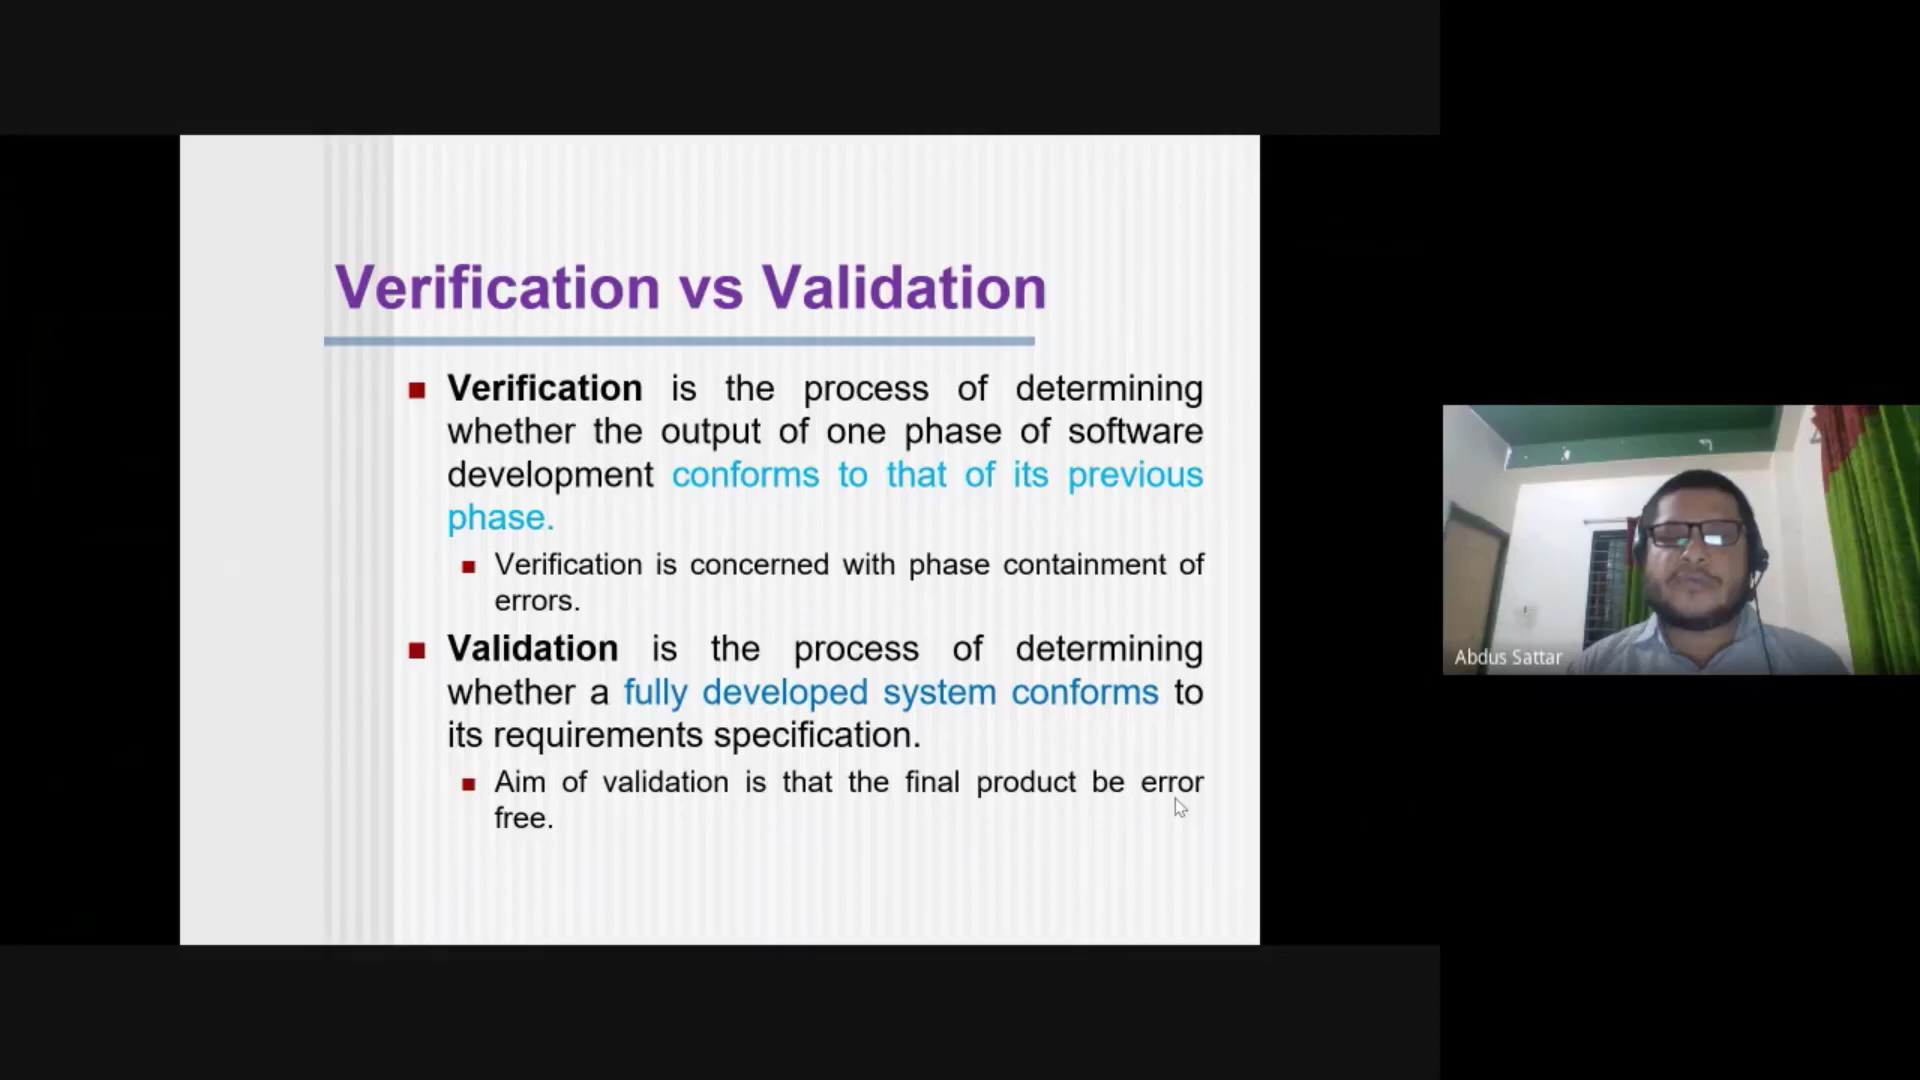 Verification vs Validation
Verification is the process of determining
whether the output of one phase of software
development conforms to that of its previous
phase.
Verification is concerned with phase containment of
errors.
Validation is the process of determining
whether a fully developed system conforms to
its requirements specification.
Aim of validation is that the final product be error
free.
Abdus Sattar